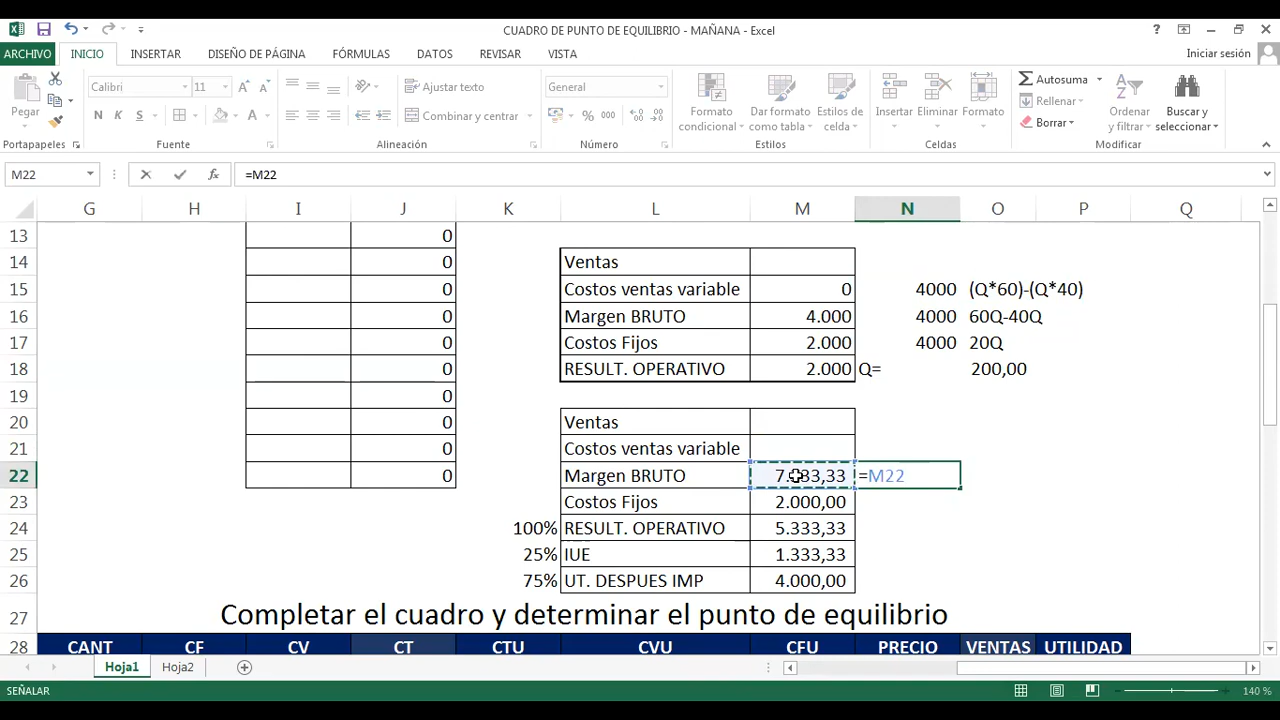 CUADRO DE PUNTO DE EQUILIBRIO - MAÑANA - Excel
ARCHIVO INICIO INSERTAR DISEÑO DE PÁGINA FÓRMULAS DATOS REVISAR VISTA Iniciar sesión
Pegar
Calibri 11
N K S
Ajustar texto
Combinar y centrar
General
% 000
Formato condicional
Dar formato como tabla
Estilos de celda
Insertar Eliminar Formato
Autosuma
Rellenar
Borrar
Ordenar y filtrar
Buscar y seleccionar
Portapapeles Fuente Alineación Número Estilos Celdas Modificar
M22 fx =M22
G H I J K L M N O P Q
13 0
14 0 Ventas
15 0 Costos ventas variable 0 4000 (Q*60)-(Q*40)
16 0 Margen BRUTO 4.000 4000 60Q-40Q
17 0 Costos Fijos 2.000 4000 20Q
18 0 RESULT. OPERATIVO 2.000 Q= 200,00
19 0
20 0 Ventas
21 0 Costos ventas variable
22 0 Margen BRUTO =M22
23 Costos Fijos 2.000,00
24 100% RESULT. OPERATIVO 5.333,33
25 25% IUE 1.333,33
26 75% UT. DESPUES IMP 4.000,00
27 Completar el cuadro y determinar el punto de equilibrio
28 CANT CF CV CT CTU CVU CFU PRECIO VENTAS UTILIDAD
Hoja1 Hoja2
SEÑALAR 140 %